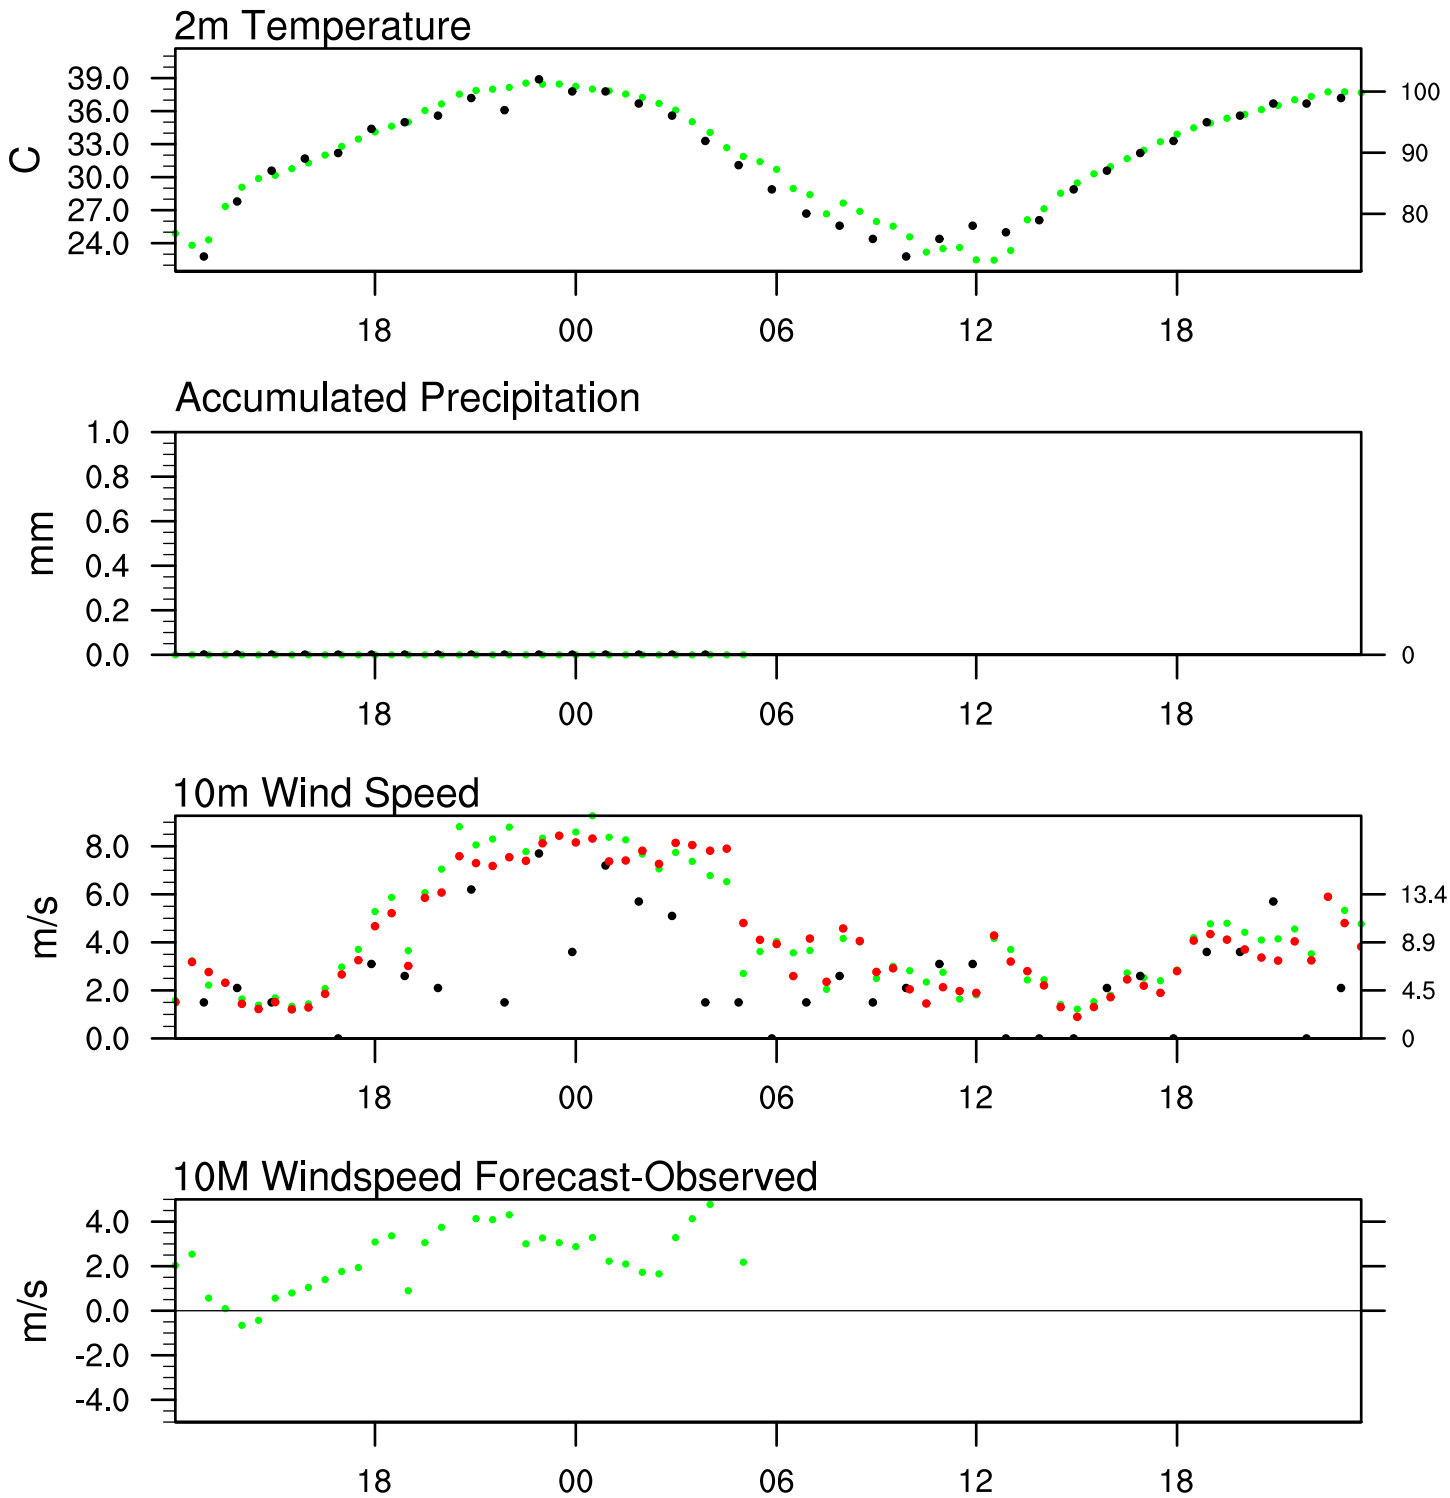 2m Temperature
39.0
36.0
33.0
30.0
27.0
24.0
C
100
90
80
18 00 06 12 18
Accumulated Precipitation
1.0
0.8
0.6
0.4
0.2
0.0
mm
0
18 00 06 12 18
10m Wind Speed
8.0
6.0
4.0
2.0
0.0
m/s
13.4
8.9
4.5
0
18 00 06 12 18
10M Windspeed Forecast-Observed
4.0
2.0
0.0
-2.0
-4.0
m/s
18 00 06 12 18